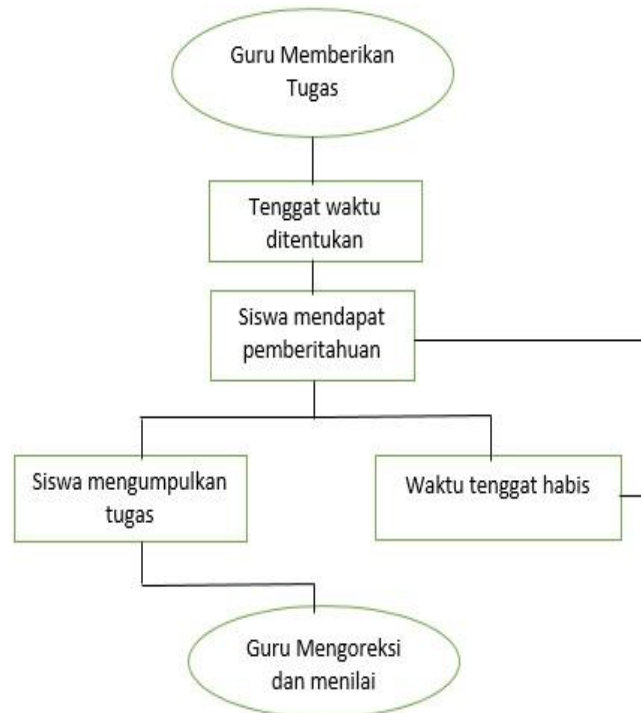 Guru Memberikan
Tugas
Tenggat waktu
ditentukan
Siswa mendapat
pemberitahuan
Siswa mengumpulkan
tugas
Waktu tenggat habis
Guru Mengoreksi
dan menilai